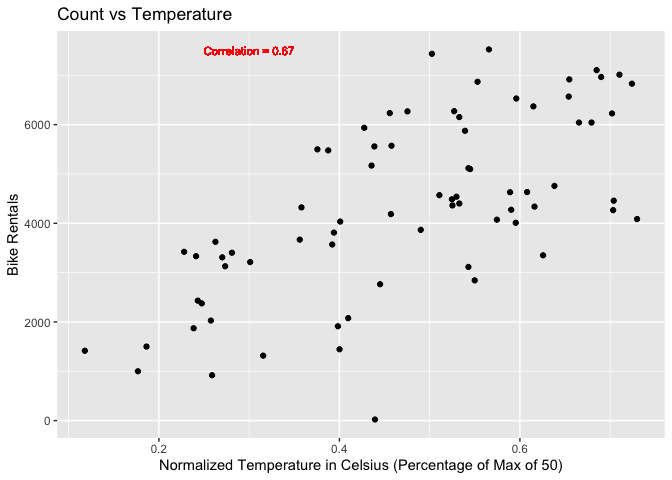 Count vs Temperature
Correlation = 0.67
Bike Rentals
6000
4000
2000
0
0.2
0.4
0.6
Normalized Temperature in Celsius (Percentage of Max of 50)